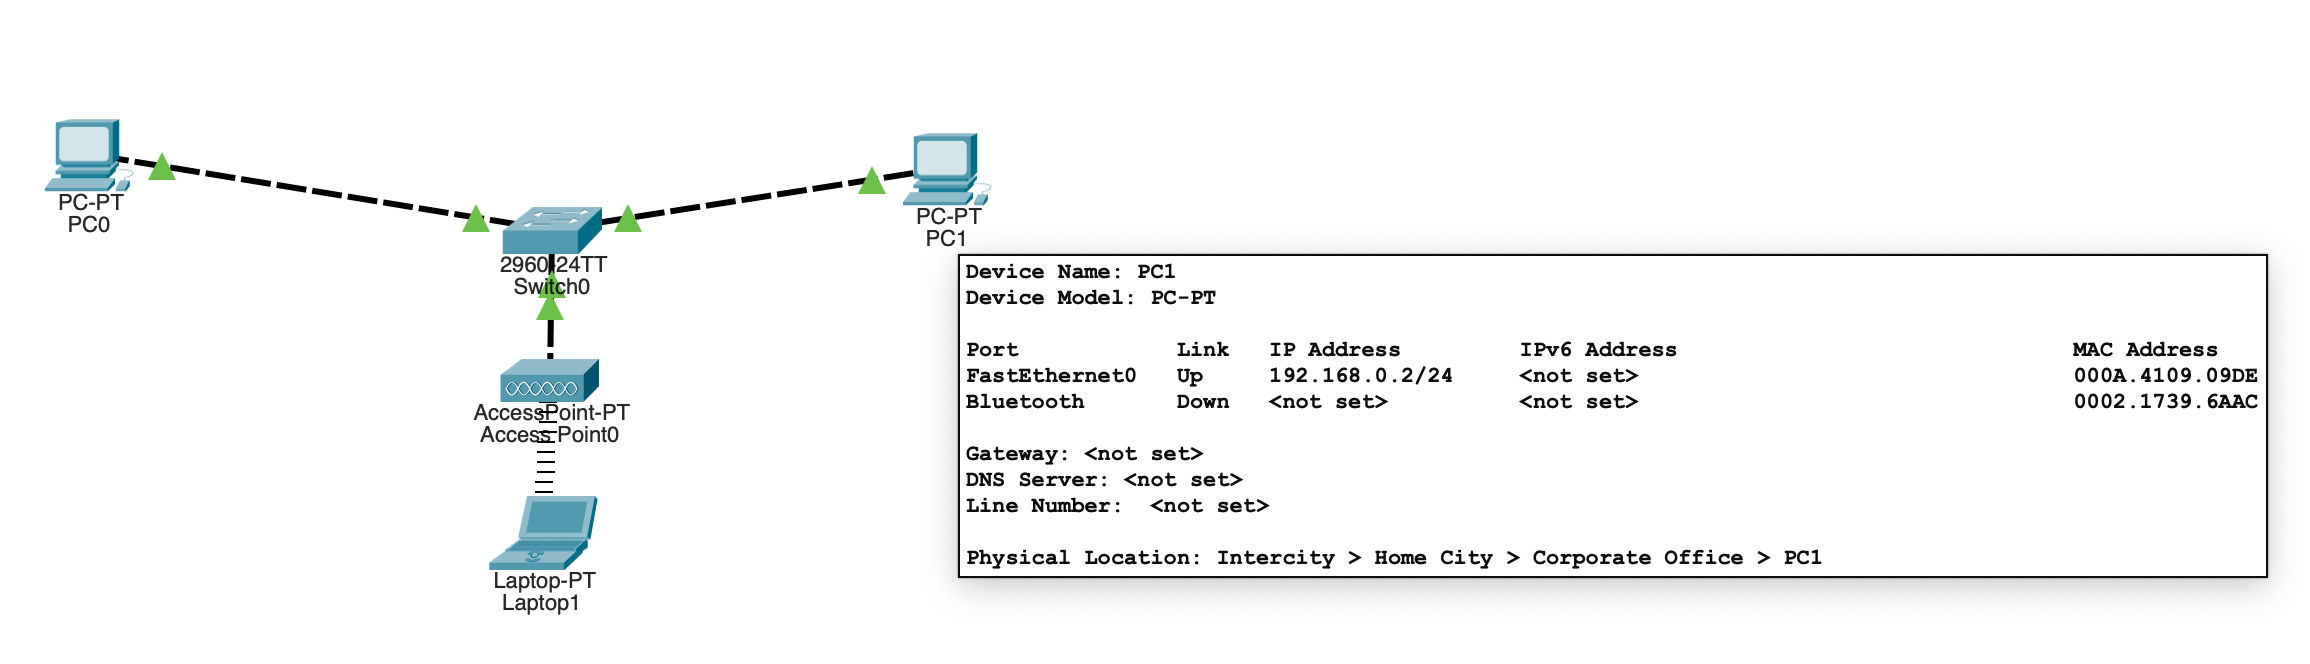 PC-PT
PC0
PC-PT
PC1
2960-24TT
Switch0
AccessPoint-PT
Access Point0
Laptop-PT
Laptop1
Device Name: PC1
Device Model: PC-PT
Port Link IP Address IPv6 Address MAC Address
FastEthernet0 Up 192.168.0.2/24 <not set> 000A.4109.09DE
Bluetooth Down <not set> <not set> 0002.1739.6AAC
Gateway: <not set>
DNS Server: <not set>
Line Number: <not set>
Physical Location: Intercity > Home City > Corporate Office > PC1